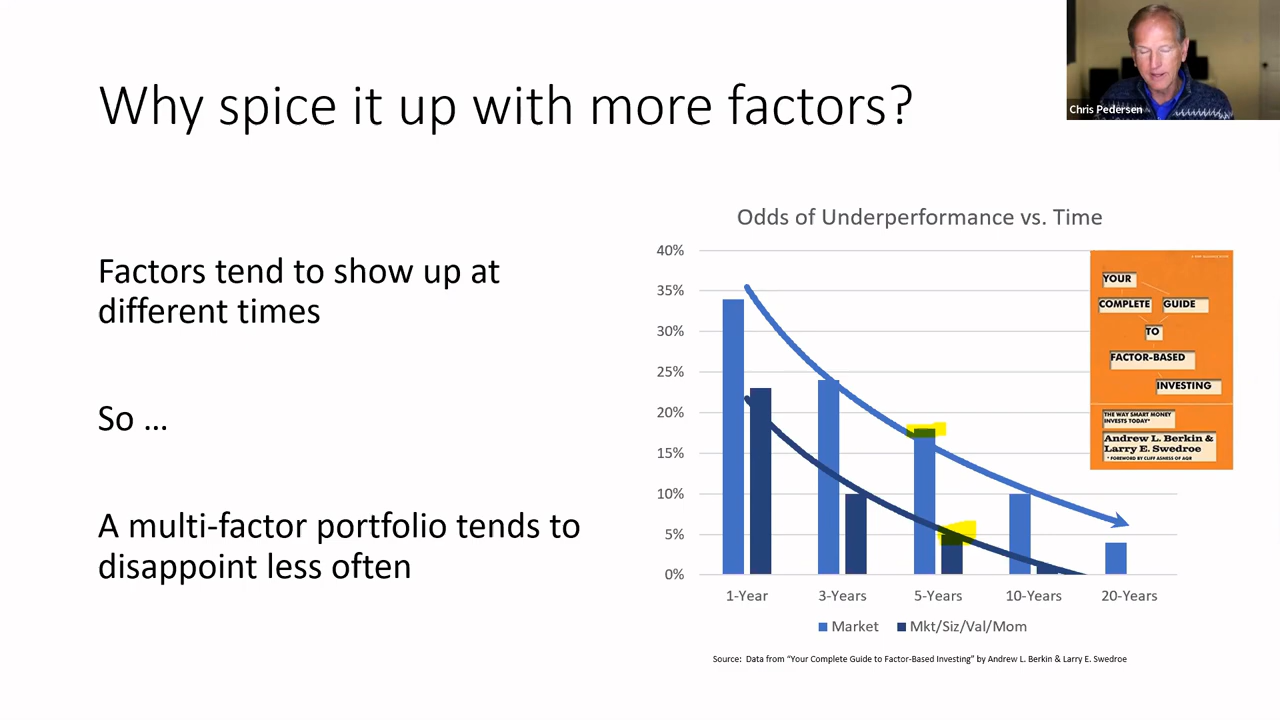 Chris Pedersen
Why spice it up with more factors?
Factors tend to show up at
different times
So ...
A multi-factor portfolio tends to
disappoint less often
Odds of Underperformance vs. Time
40%
35%
30%
25%
20%
15%
10%
5%
0%
1-Year 3-Years 5-Years 10-Years 20-Years
Market Mkt/Siz/Val/Mom
Source: Data from “Your Complete Guide to Factor-Based Investing” by Andrew L. Berkin & Larry E. Swedroe
YOUR
COMPLETE GUIDE
TO
FACTOR-BASED
INVESTING
THE WAY SMART MONEY
INVESTS TODAY*
Andrew L. Berkin &
Larry E. Swedroe
* FOREWORD BY CLIFF ASNESS OF AQR